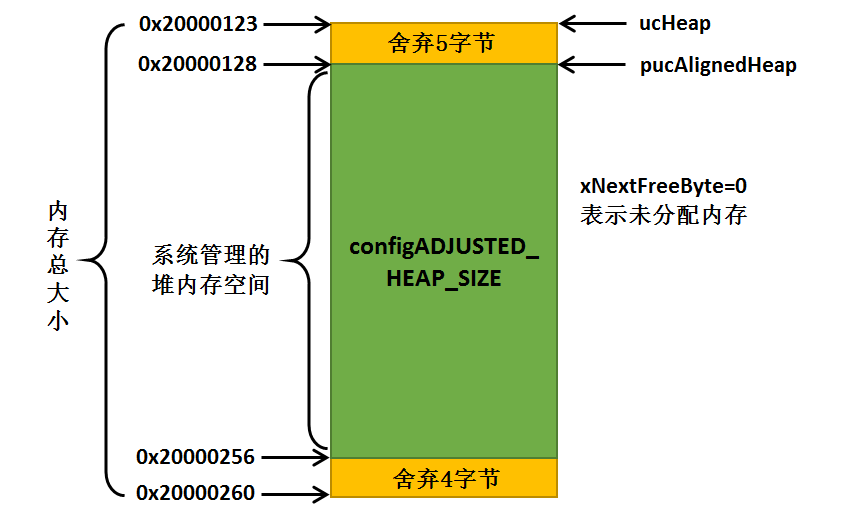 0x20000123
ucHeap
舍弃5字节
0x20000128
pucAlignedHeap
xNextFreeByte=0
表示未分配内存
内
存
总
大
小
系统管理的
堆内存空间
configADJUSTED_
HEAP_SIZE
0x20000256
舍弃4字节
0x20000260